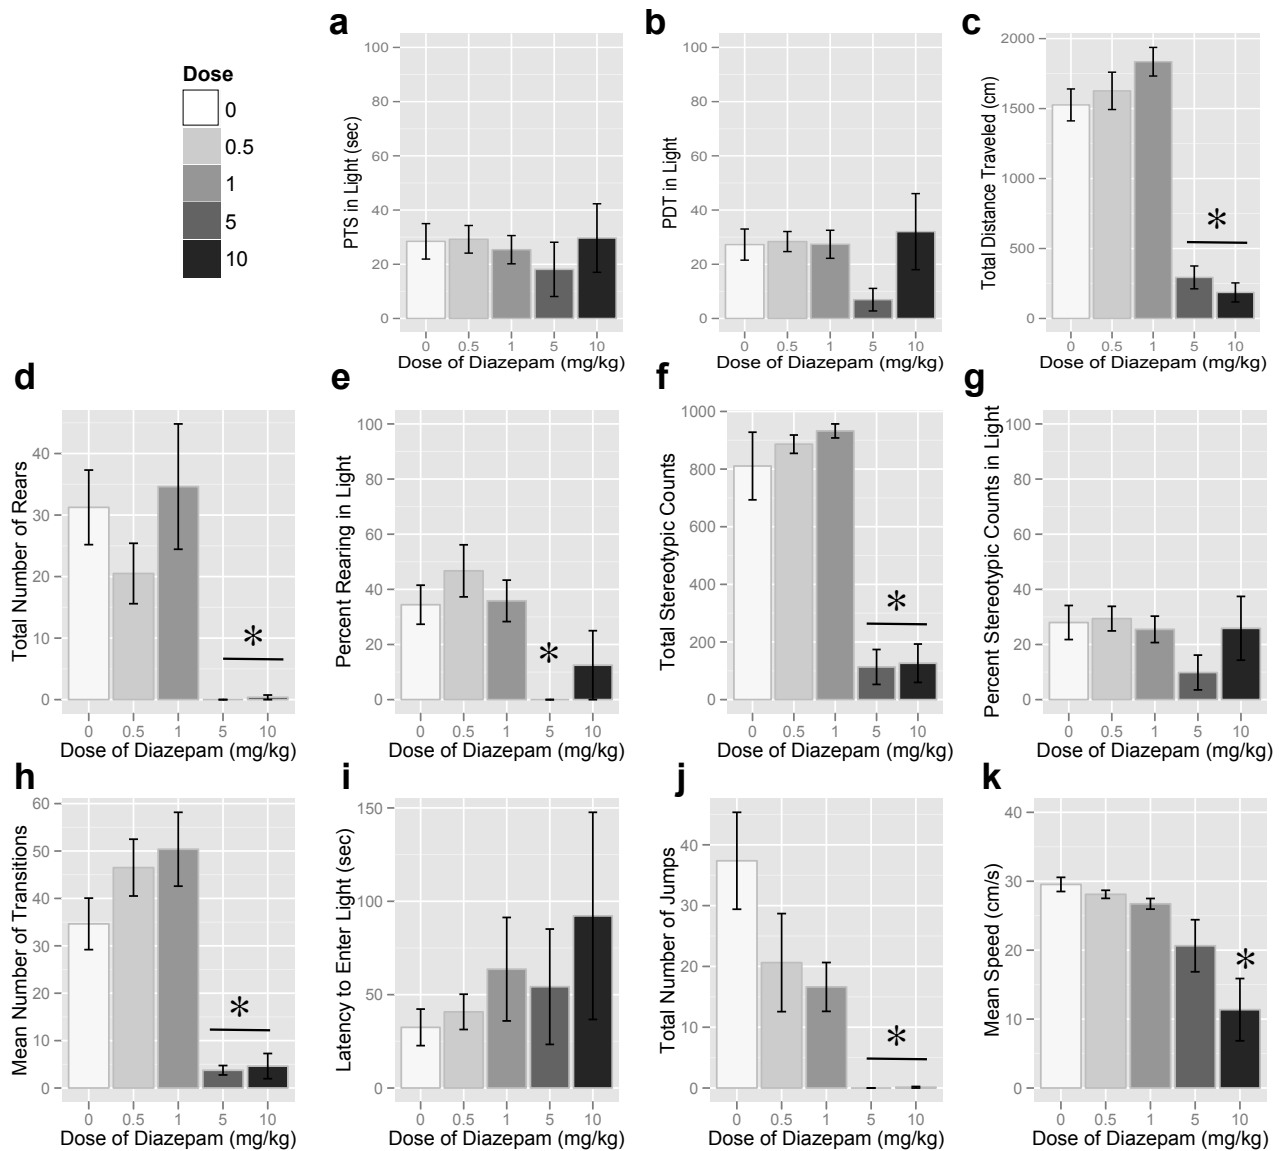 Dose
0
0.5
1
5
10
a
PTS in Light (sec)
100
80
60
40
20
0
0 0.5 1 5 10
Dose of Diazepam (mg/kg)
b
PDT in Light
100
80
60
40
20
0
0 0.5 1 5 10
Dose of Diazepam (mg/kg)
c
Total Distance Traveled (cm)
2000
1500
1000
500
0
*
0 0.5 1 5 10
Dose of Diazepam (mg/kg)
d
Total Number of Rears
40
30
20
10
0
*
0 0.5 1 5 10
Dose of Diazepam (mg/kg)
e
Percent Rearing in Light
100
80
60
40
20
0
*
0 0.5 1 5 10
Dose of Diazepam (mg/kg)
f
Total Stereotypic Counts
1000
800
600
400
200
0
*
0 0.5 1 5 10
Dose of Diazepam (mg/kg)
g
Percent Stereotypic Counts in Light
100
80
60
40
20
0
0 0.5 1 5 10
Dose of Diazepam (mg/kg)
h
Mean Number of Transitions
60
50
40
30
20
10
0
*
0 0.5 1 5 10
Dose of Diazepam (mg/kg)
i
Latency to Enter Light (sec)
150
100
50
0
0 0.5 1 5 10
Dose of Diazepam (mg/kg)
j
Total Number of Jumps
40
30
20
10
0
*
0 0.5 1 5 10
Dose of Diazepam (mg/kg)
k
Mean Speed (cm/s)
40
30
20
10
0
*
0 0.5 1 5 10
Dose of Diazepam (mg/kg)